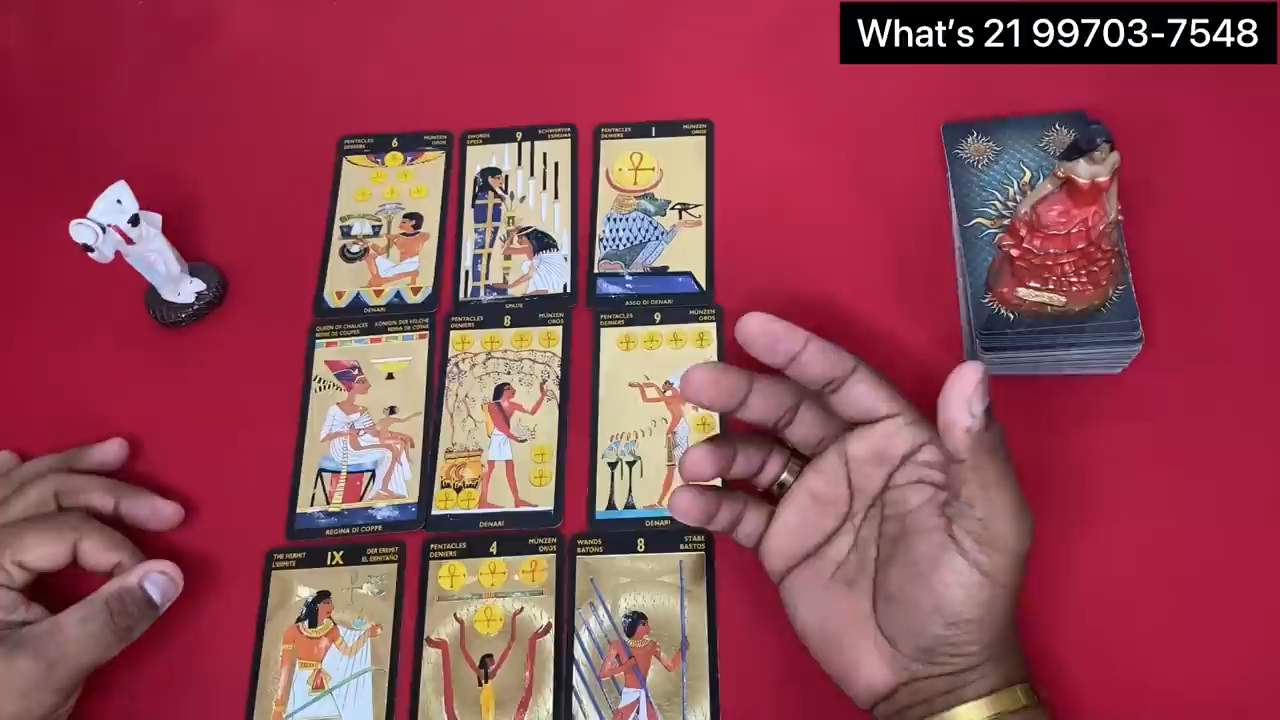 What's 21 99703-7548
PENTACLES
DENIERS
6
MÜNZEN
OROS
DENARI
SWORDS
EPEES
9
SCHWERTER
ESPADAS
SPADE
PENTACLES
DENIERS
1
MÜNZEN
OROS
ASSO DI DENARI
QUEEN OF CHALICES
REINE DE COUPES
KÖNIGIN DER KELCHE
REINA DE COPAS
REGINA DI COPPE
PENTACLES
DENIERS
8
MÜNZEN
OROS
DENARI
PENTACLES
DENIERS
9
MÜNZEN
OROS
DENARI
THE HERMIT
L'ERMITE
IX
DER EREMIT
EL ERMITAÑO
PENTACLES
DENIERS
4
MÜNZEN
OROS
WANDS
BATONS
8
STÄBE
BASTOS